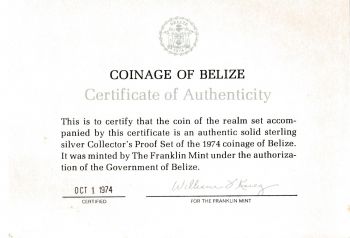 COINAGE OF BELIZE
Certificate of Authenticity
This is to certify that the coin of the realm set accom-
panied by this certificate is an authentic solid sterling
silver Collector's Proof Set of the 1974 coinage of Belize.
It was minted by The Franklin Mint under the authoriza-
tion of the Government of Belize.
OCT 1 1974
CERTIFIED
FOR THE FRANKLIN MINT